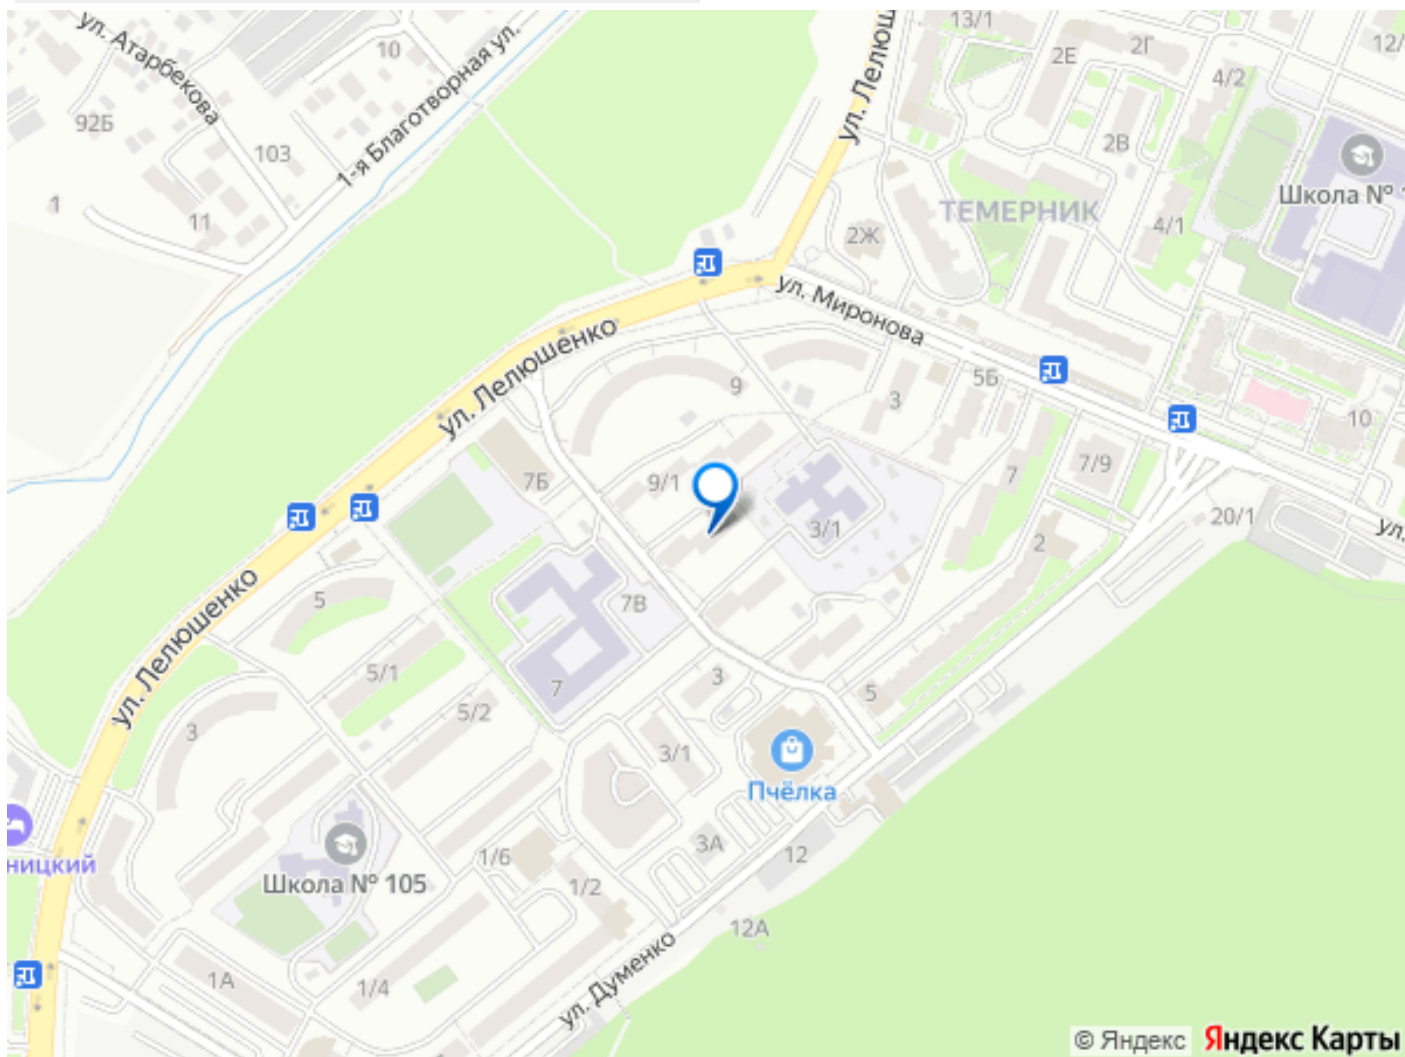 13/1
2Г
2Е
12/
4/2
ул. Атарбекова
10
1-я Благотворная ул.
92Б
103
2В
ул. Лелюш
Школа №
1
11
ТЕМЕРНИК
4/1
2Ж
ул. Миронова
ул. Лелюшенко
9
5Б
3
10
7/9
7
7Б
9/1
20/1
3/1
2
ул.
7В
5
ул. Лелюшенко
5/1
7
3
5
5/2
3
3/1
Пчёлка
ницкий
Школа № 105
1/6
3А
12
1/2
12А
1А
1/4
ул. Думенко
© Яндекс Яндекс Карты